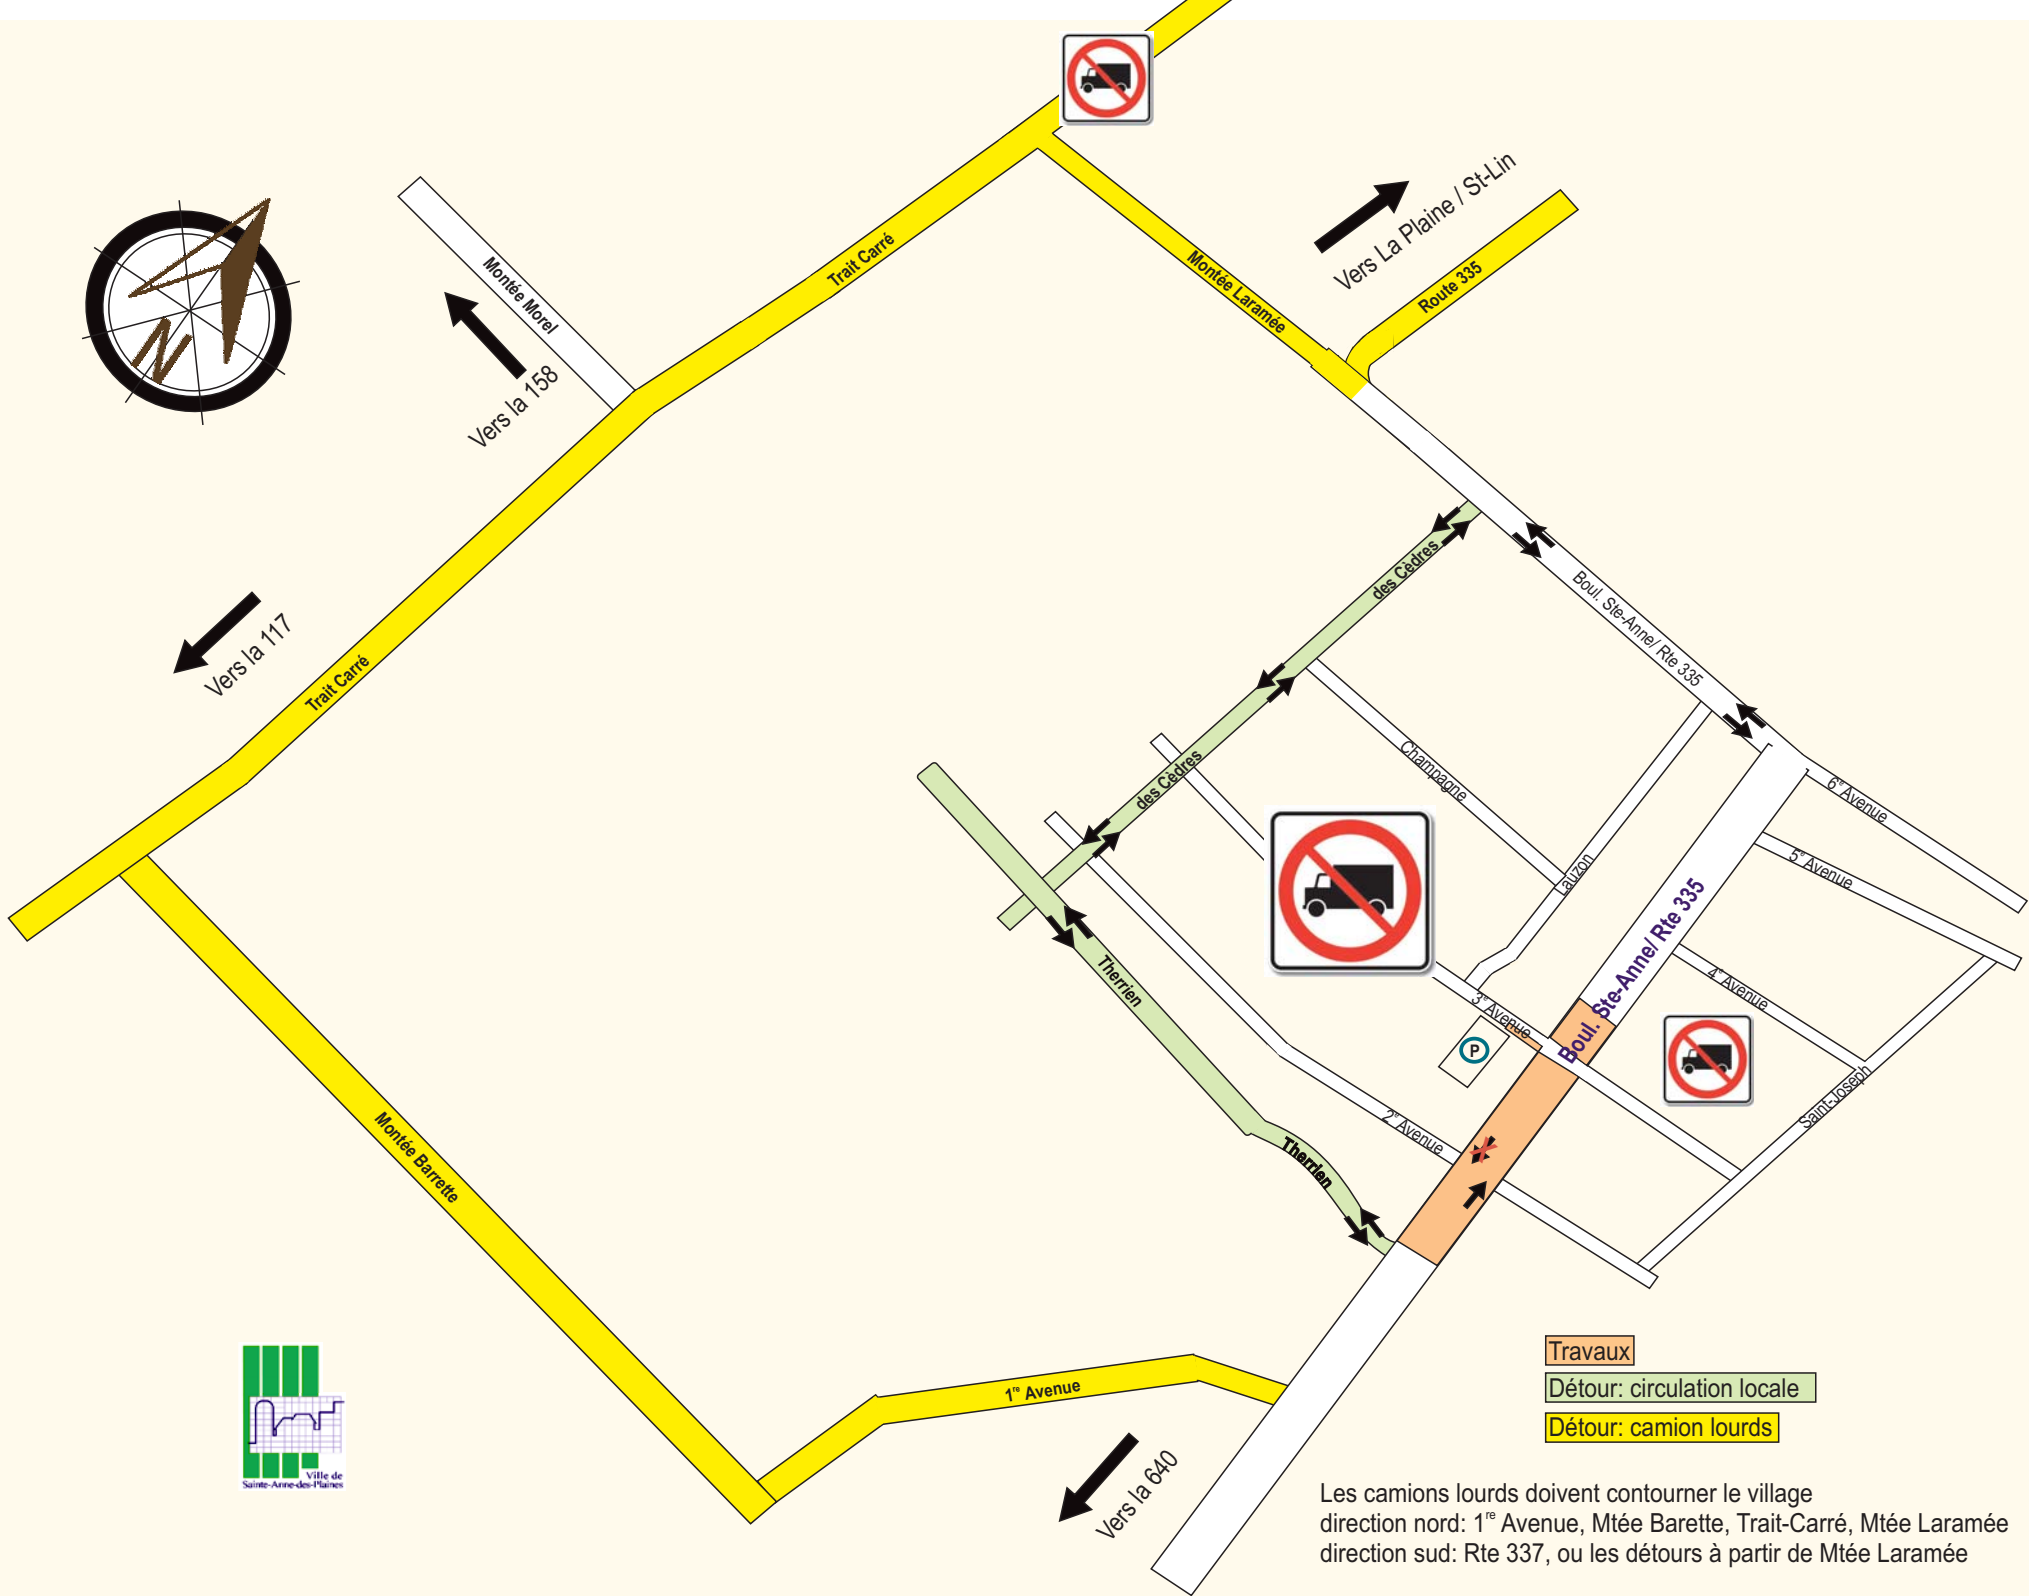 Vers La Plaine / St-Lin
Route 335
Montée Laramée
Trait Carré
Montée Morel
Vers la 158
N
Vers la 117
Trait Carré
des Cèdres
Boul. Ste-Anne/ Rte 335
des Cèdres
Champagne
Lauzon
6e Avenue
5e Avenue
4e Avenue
Boul. Ste-Anne/ Rte 335
3e Avenue
P
Saint-Joseph
2e Avenue
Therrien
Therrien
Montée Barrette
1re Avenue
Vers la 640
Ville de
Sainte-Anne-des-Plaines
Travaux
Détour: circulation locale
Détour: camion lourds
Les camions lourds doivent contourner le village
direction nord: 1re Avenue, Mtée Barette, Trait-Carré, Mtée Laramée
direction sud: Rte 337, ou les détours à partir de Mtée Laramée